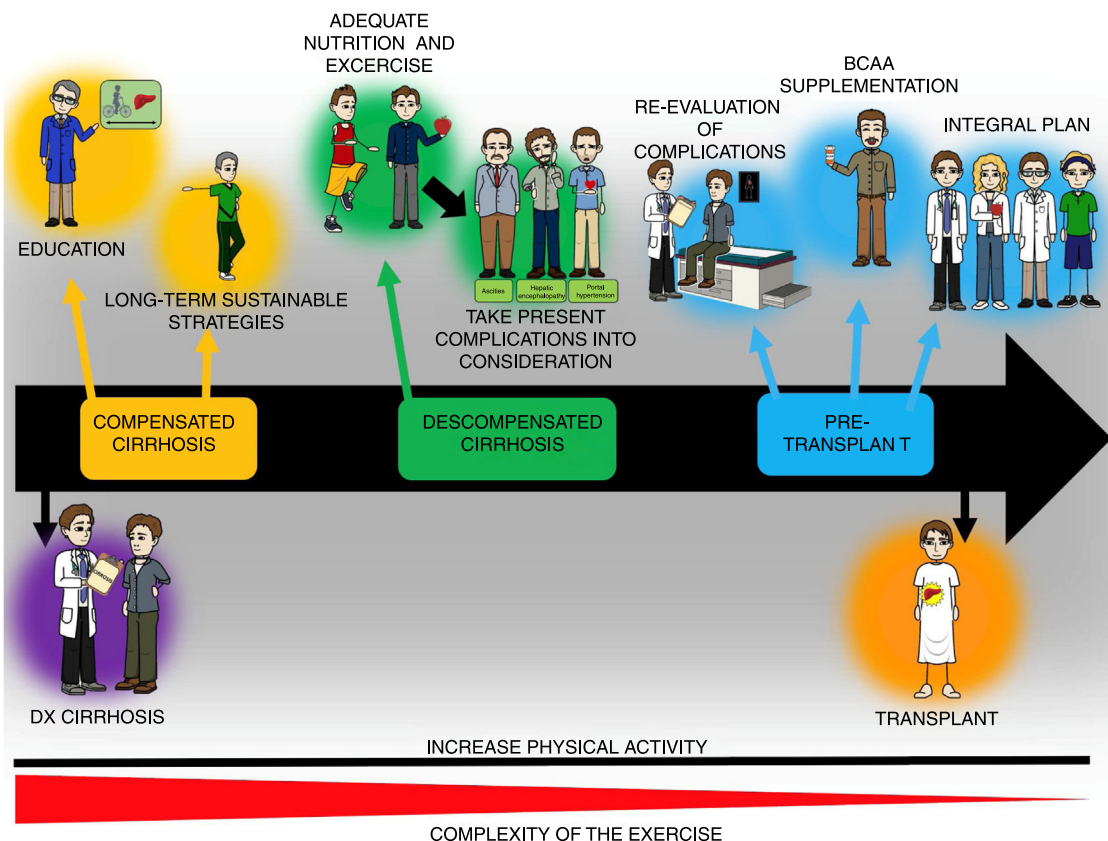 ADEQUATE
NUTRITION AND
EXCERCISE
BCAA
SUPPLEMENTATION
RE-EVALUATION
OF
COMPLICATIONS
INTEGRAL PLAN
EDUCATION
LONG-TERM SUSTAINABLE
STRATEGIES
Ascities
Hepatic
encephalopathy
Portal
hypertension
TAKE PRESENT
COMPLICATIONS INTO
CONSIDERATION
COMPENSATED
CIRRHOSIS
DESCOMPENSATED
CIRRHOSIS
PRE-
TRANSPLAN T
DX CIRRHOSIS
TRANSPLANT
INCREASE PHYSICAL ACTIVITY
COMPLEXITY OF THE EXERCISE